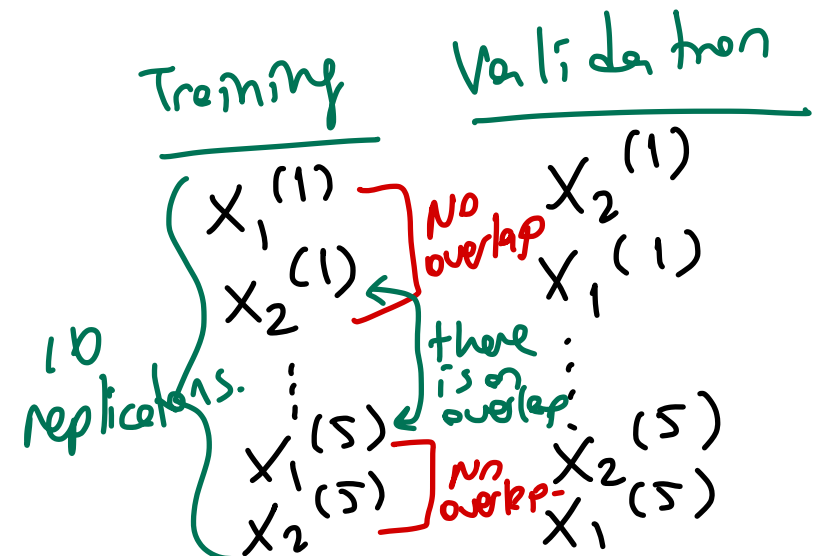 Training Validation
X₁⁽¹⁾ X₂⁽¹⁾
NO
overlap
X₂⁽¹⁾ X₁⁽¹⁾
10
replications.
there
is an
overlap
X₁⁽⁵⁾ X₂⁽⁵⁾
No
overlap
X₂⁽⁵⁾ X₁⁽⁵⁾